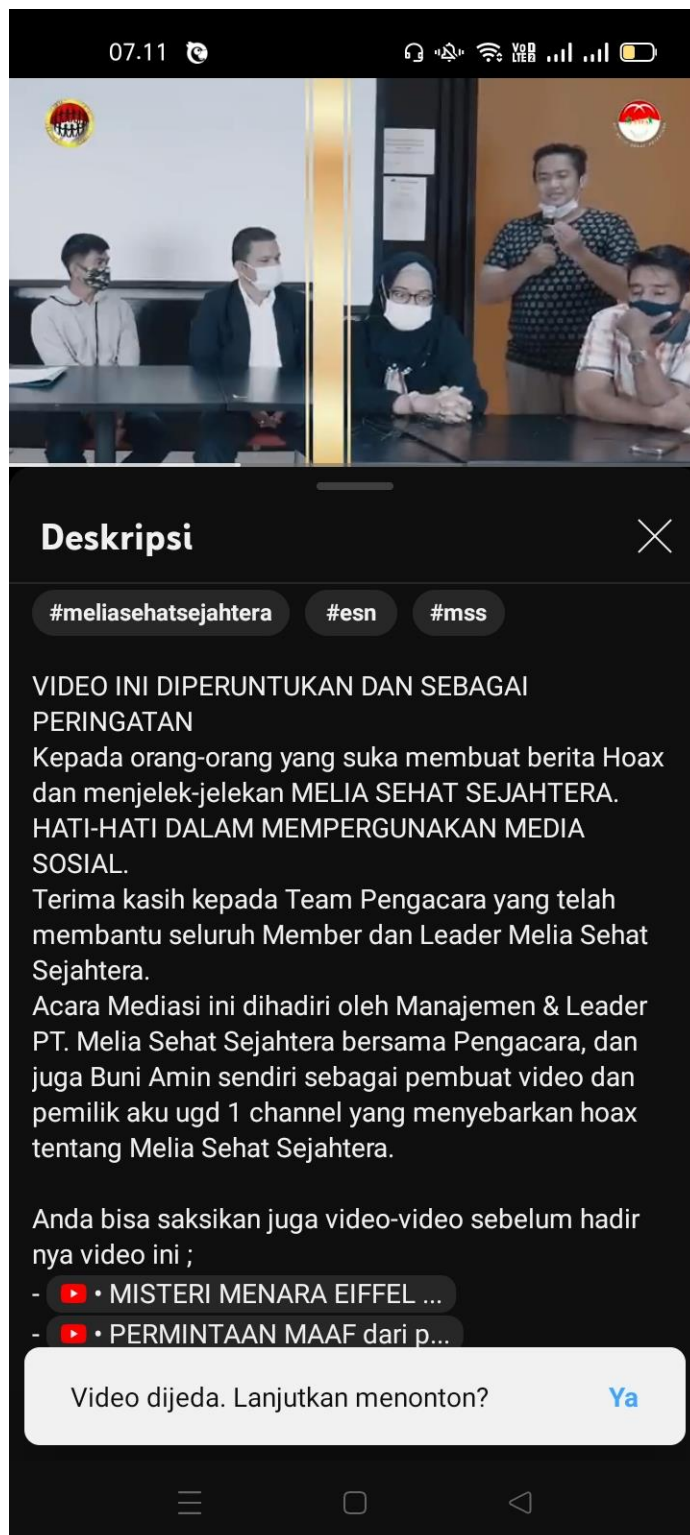 07.11
Deskripsi
#meliasehatsejahtera #esn #mss
VIDEO INI DIPERUNTUKAN DAN SEBAGAI
PERINGATAN
Kepada orang-orang yang suka membuat berita Hoax
dan menjelek-jelekan MELIA SEHAT SEJAHTERA.
HATI-HATI DALAM MEMPERGUNAKAN MEDIA
SOSIAL.
Terima kasih kepada Team Pengacara yang telah
membantu seluruh Member dan Leader Melia Sehat
Sejahtera.
Acara Mediasi ini dihadiri oleh Manajemen & Leader
PT. Melia Sehat Sejahtera bersama Pengacara, dan
juga Buni Amin sendiri sebagai pembuat video dan
pemilik aku ugd 1 channel yang menyebarkan hoax
tentang Melia Sehat Sejahtera.
Anda bisa saksikan juga video-video sebelum hadir
nya video ini ;
- • MISTERI MENARA EIFFEL ...
- • PERMINTAAN MAAF dari p...
Video dijeda. Lanjutkan menonton? Ya